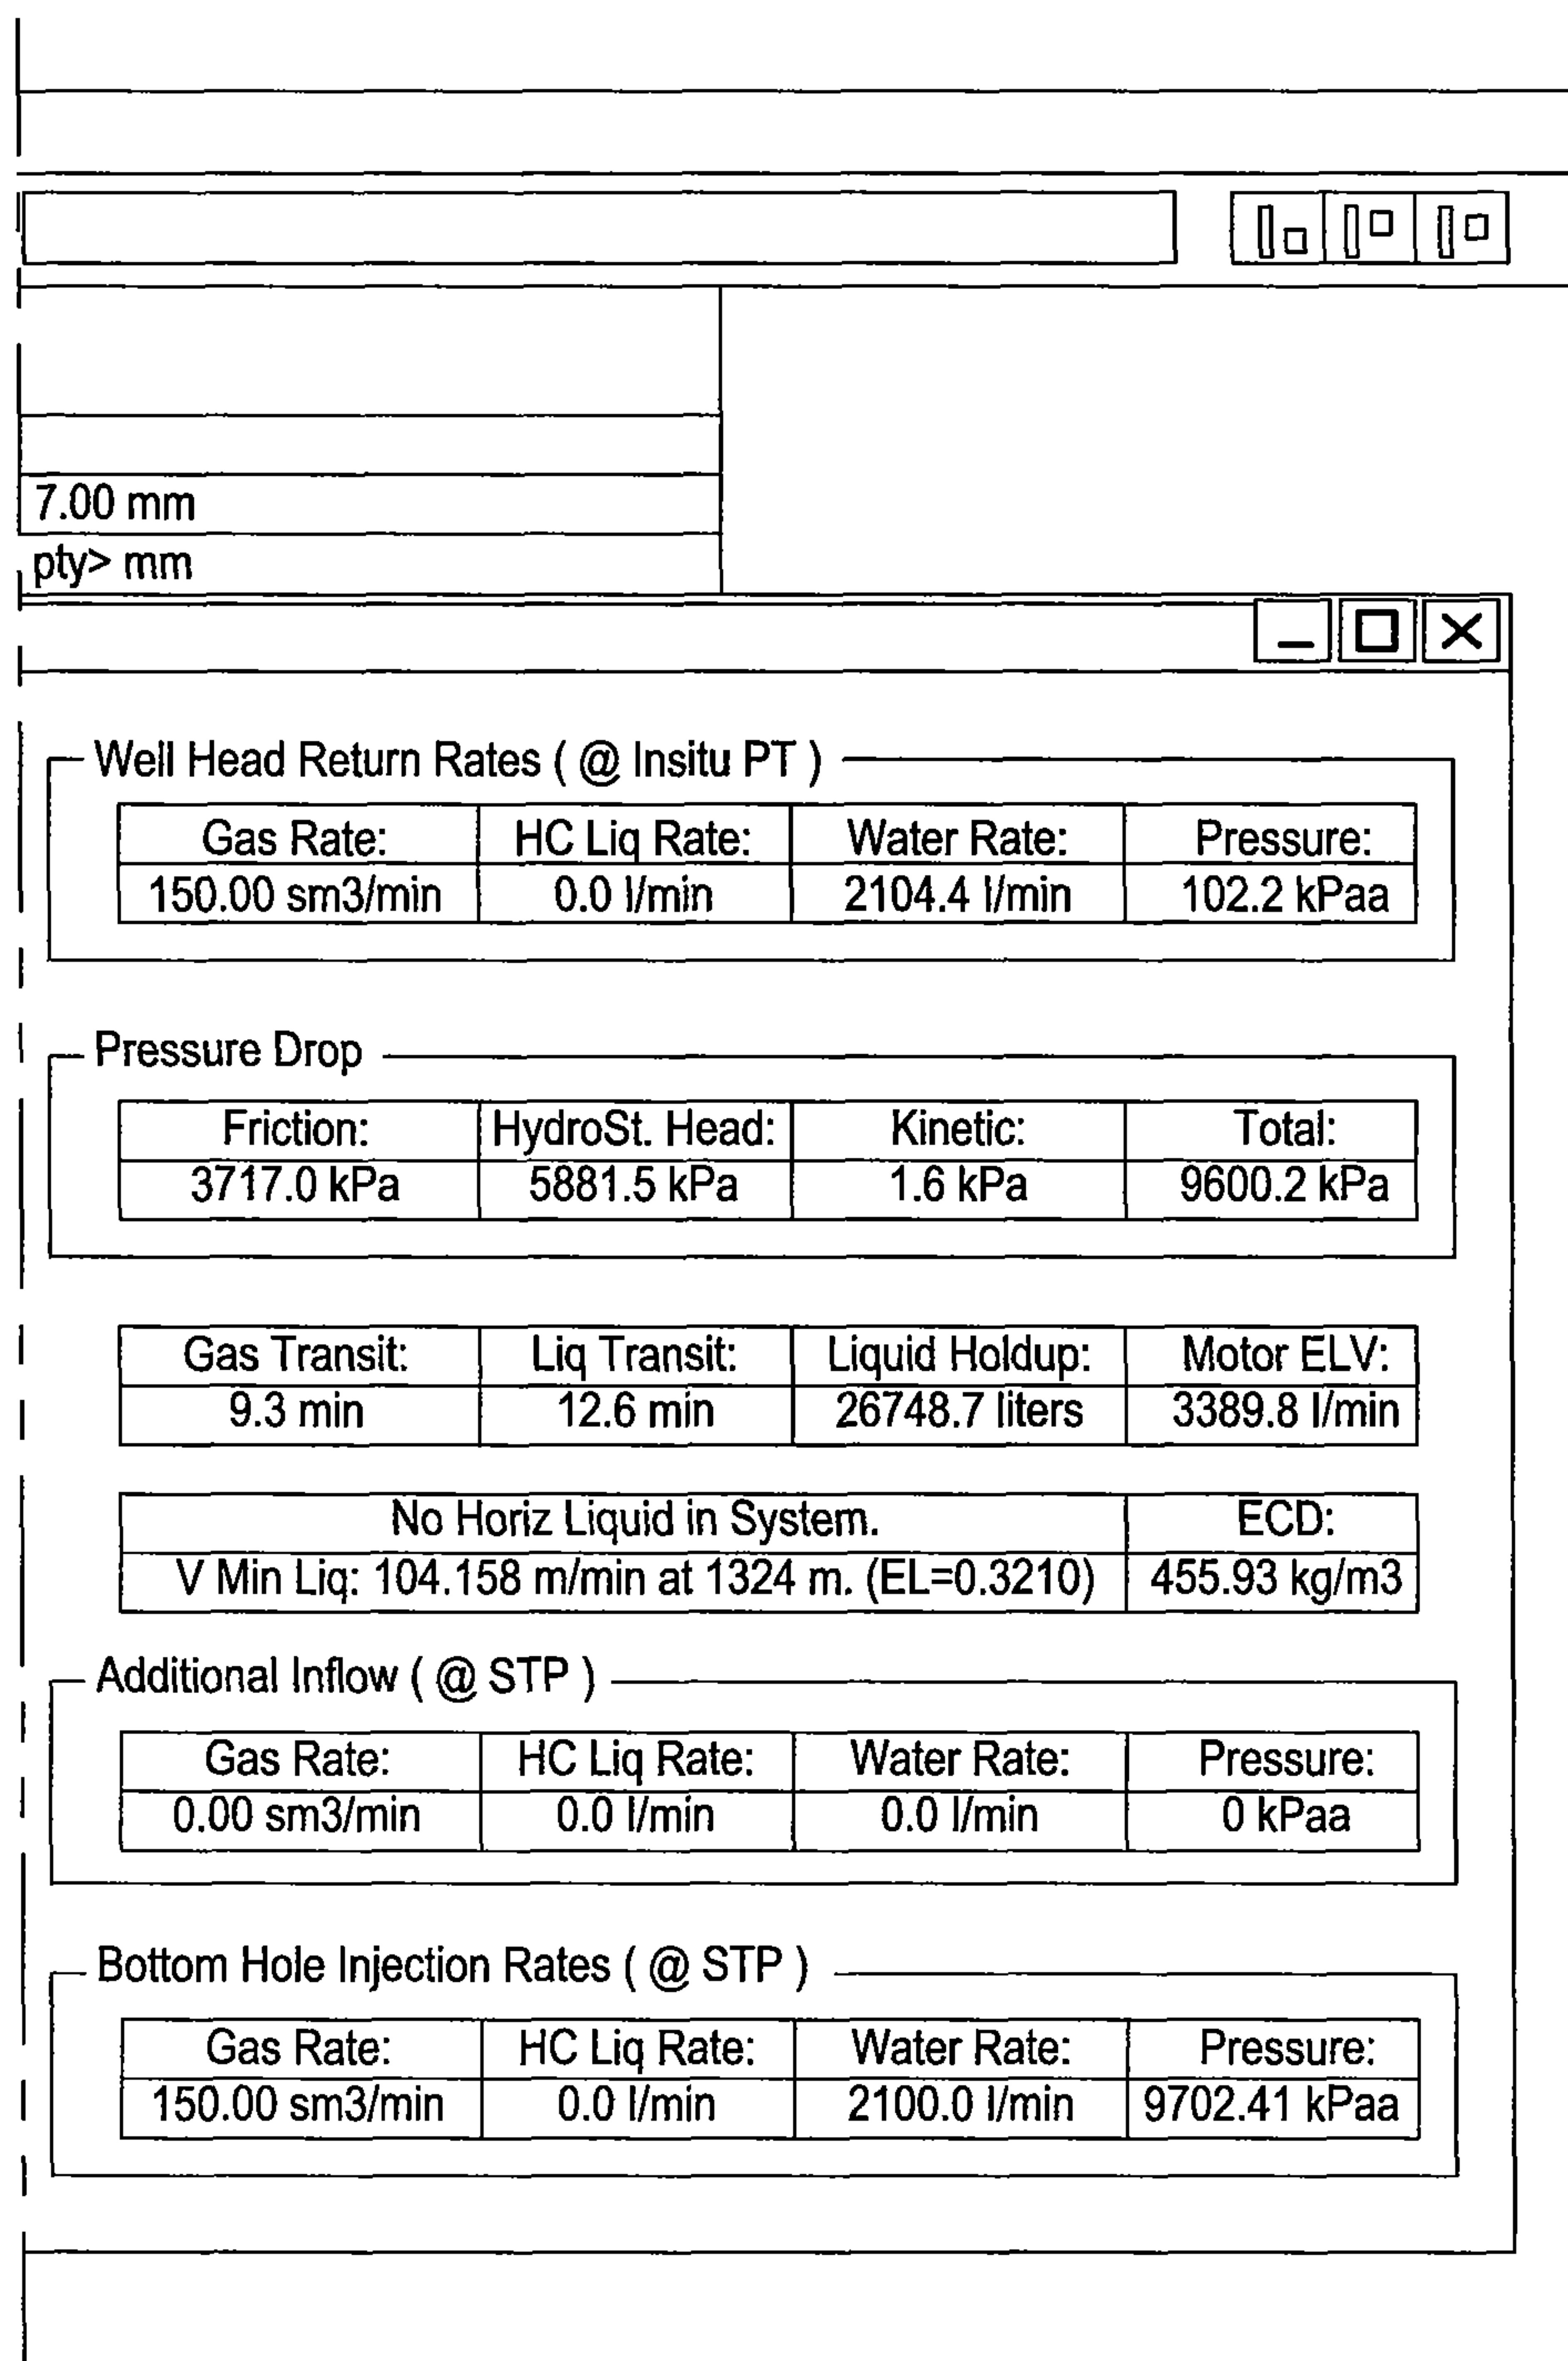 7.00 mm
pty> mm
Well Head Return Rates ( @ Insitu PT )
Gas Rate: HC Liq Rate: Water Rate: Pressure:
150.00 sm3/min 0.0 l/min 2104.4 l/min 102.2 kPaa
Pressure Drop
Friction: HydroSt. Head: Kinetic: Total:
3717.0 kPa 5881.5 kPa 1.6 kPa 9600.2 kPa
Gas Transit: Liq Transit: Liquid Holdup: Motor ELV:
9.3 min 12.6 min 26748.7 liters 3389.8 l/min
No Horiz Liquid in System. ECD:
V Min Liq: 104.158 m/min at 1324 m. (EL=0.3210) 455.93 kg/m3
Additional Inflow ( @ STP )
Gas Rate: HC Liq Rate: Water Rate: Pressure:
0.00 sm3/min 0.0 l/min 0.0 l/min 0 kPaa
Bottom Hole Injection Rates ( @ STP )
Gas Rate: HC Liq Rate: Water Rate: Pressure:
150.00 sm3/min 0.0 l/min 2100.0 l/min 9702.41 kPaa